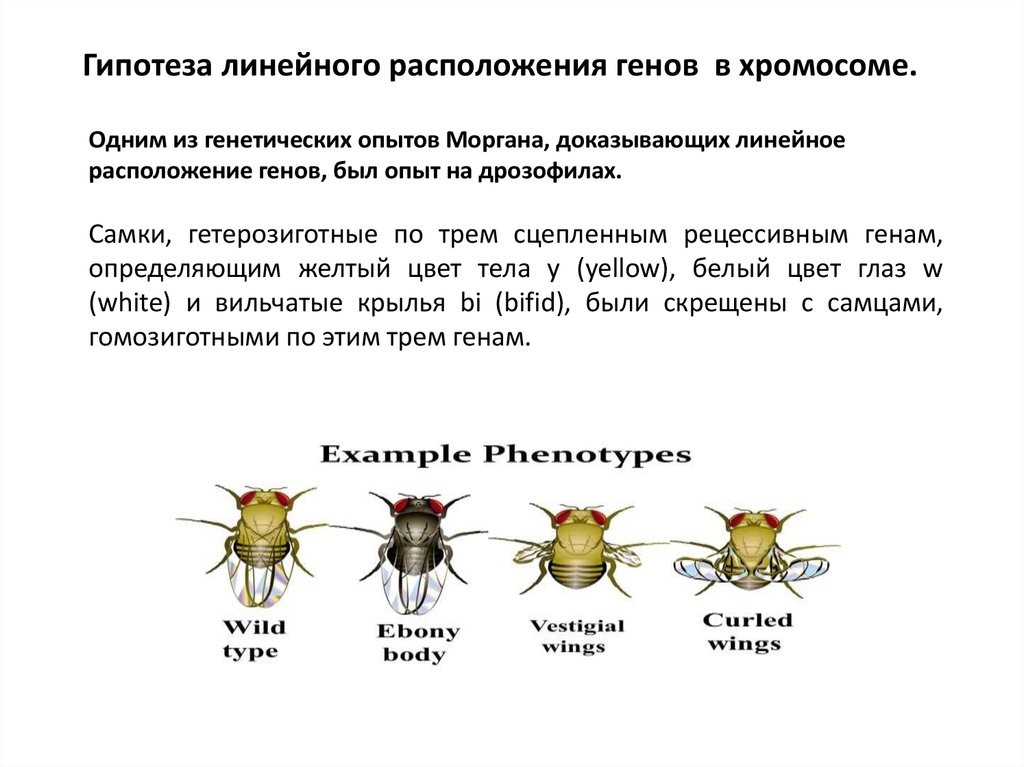 Гипотеза линейного расположения генов в хромосоме.
Одним из генетических опытов Моргана, доказывающих линейное
расположение генов, был опыт на дрозофилах.
Самки, гетерозиготные по трем сцепленным рецессивным генам,
определяющим желтый цвет тела y (yellow), белый цвет глаз w
(white) и вильчатые крылья bi (bifid), были скрещены с самцами,
гомозиготными по этим трем генам.
Example Phenotypes
Wild
type
Ebony
body
Vestigial
wings
Curled
wings